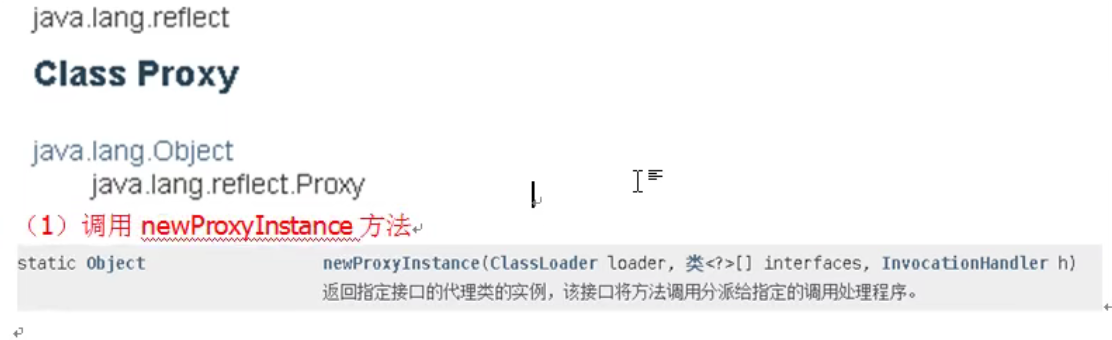 java.lang.reflect
Class Proxy
java.lang.Object
java.lang.reflect.Proxy
（1）调用 newProxyInstance 方法
static Object newProxyInstance(ClassLoader loader, 类<?>[] interfaces, InvocationHandler h)
返回指定接口的代理类的实例，该接口将方法调用分派给指定的调用处理程序。